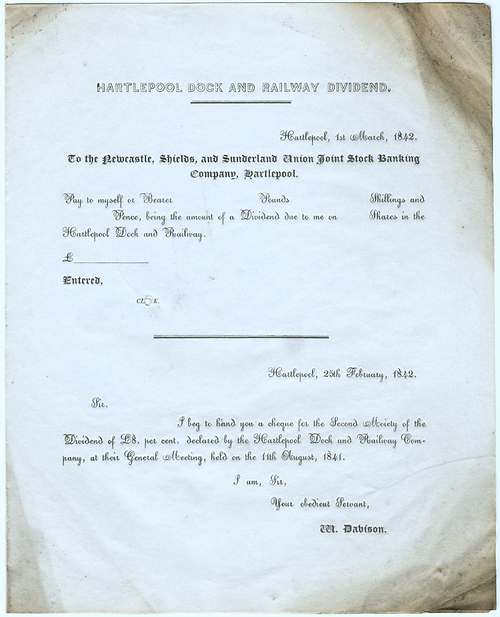 HARTLEPOOL DOCK AND RAILWAY DIVIDEND.
Hartlepool, 1st March, 1842.
To the Newcastle, Shields, and Sunderland Union Joint Stock Banking
Company, Hartlepool.
Pay to myself or Bearer Pounds Shillings and
Pence, being the amount of a Dividend due to me on Shares in the
Hartlepool Dock and Railway.
£
Entered,
Hartlepool, 25th February, 1842.
Sir.
I beg to hand you a cheque for the Second Moiety of the
Dividend of £8. per cent. declared by the Hartlepool Dock and Railway Com-
pany, at their General Meeting, held on the 11th August, 1841.
I am, Sir,
Your obedient Servant,
W. Davison.